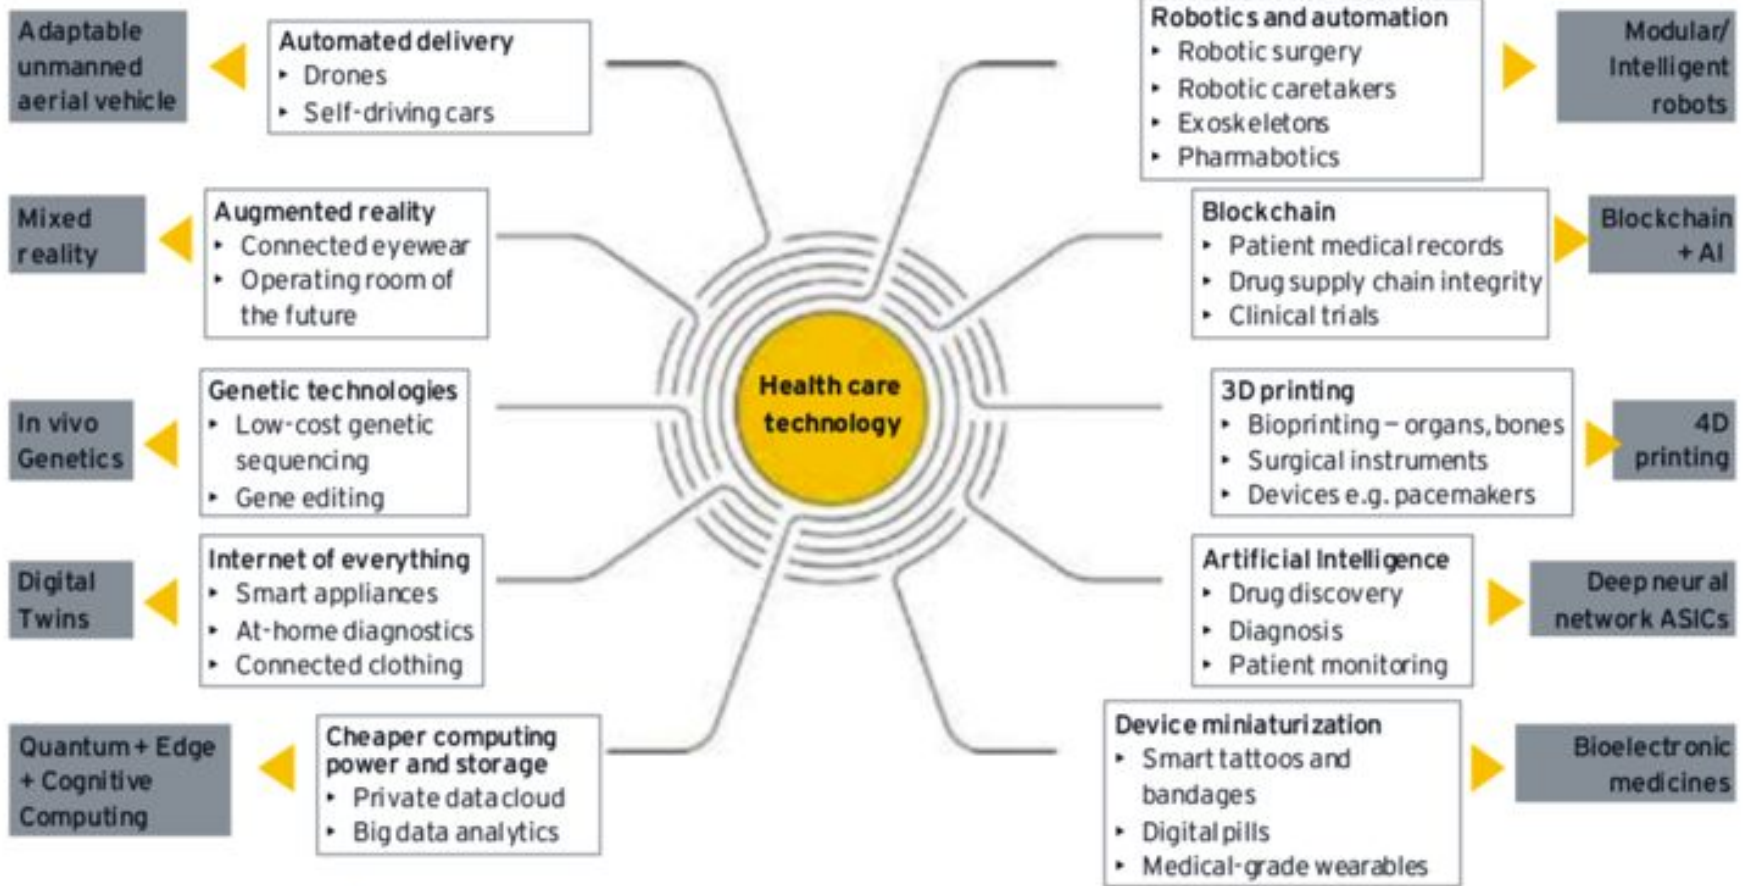 Adaptable
unmanned
aerial vehicle
Automated delivery
‣ Drones
‣ Self-driving cars
Mixed
reality
Augmented reality
‣ Connected eyewear
‣ Operating room of
the future
In vivo
Genetics
Genetic technologies
‣ Low-cost genetic
sequencing
‣ Gene editing
Digital
Twins
Internet of everything
‣ Smart appliances
‣ At-home diagnostics
‣ Connected clothing
Quantum + Edge
+ Cognitive
Computing
Cheaper computing
power and storage
‣ Private data cloud
‣ Big data analytics
Health care
technology
Robotics and automation
‣ Robotic surgery
‣ Robotic caretakers
‣ Exoskeletons
‣ Pharmabotics
Modular/
Intelligent
robots
Blockchain
‣ Patient medical records
‣ Drug supply chain integrity
‣ Clinical trials
Blockchain
+ AI
3D printing
‣ Bioprinting – organs, bones
‣ Surgical instruments
‣ Devices e.g. pacemakers
4D
printing
Artificial Intelligence
‣ Drug discovery
‣ Diagnosis
‣ Patient monitoring
Deep neural
network ASICs
Device miniaturization
‣ Smart tattoos and
bandages
‣ Digital pills
‣ Medical-grade wearables
Bioelectronic
medicines